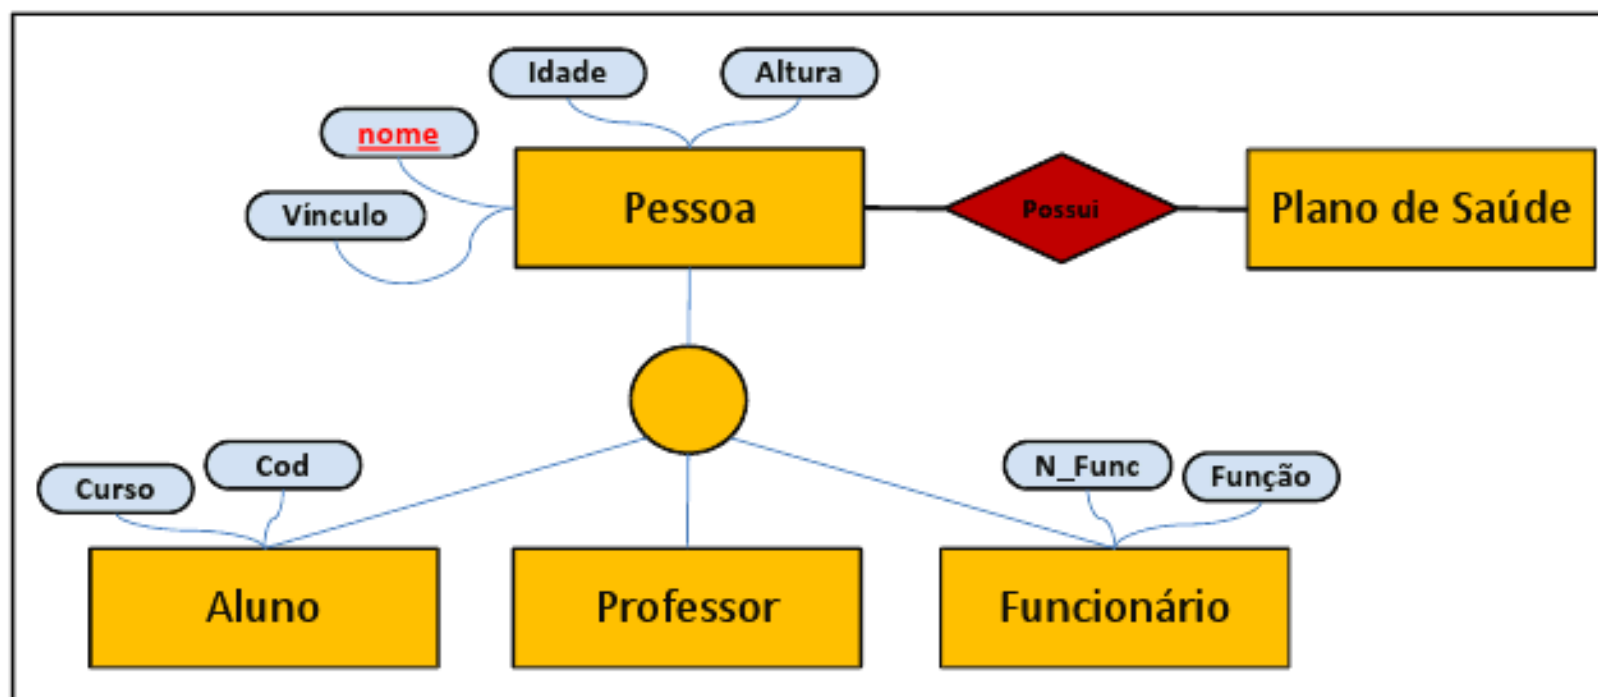 Idade
Altura
nome
Vínculo
Pessoa
Possui
Plano de Saúde
Curso
Cod
N_Func
Função
Aluno
Professor
Funcionário